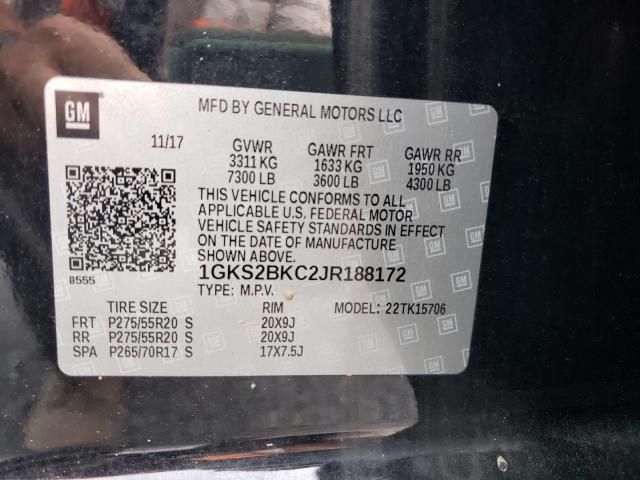 GM
MFD BY GENERAL MOTORS LLC
11/17 GVWR GAWR FRT GAWR RR
3311 KG 1633 KG 1950 KG
7300 LB 3600 LB 4300 LB
THIS VEHICLE CONFORMS TO ALL
APPLICABLE U.S. FEDERAL MOTOR
VEHICLE SAFETY STANDARDS IN EFFECT
ON THE DATE OF MANUFACTURE
SHOWN ABOVE.
8555
1GKS2BKC2JR188172
TYPE: M.P.V. MODEL: 22TK15706
TIRE SIZE RIM
FRT P275/55R20 S 20X9J
RR P275/55R20 S 20X9J
SPA P265/70R17 S 17X7.5J